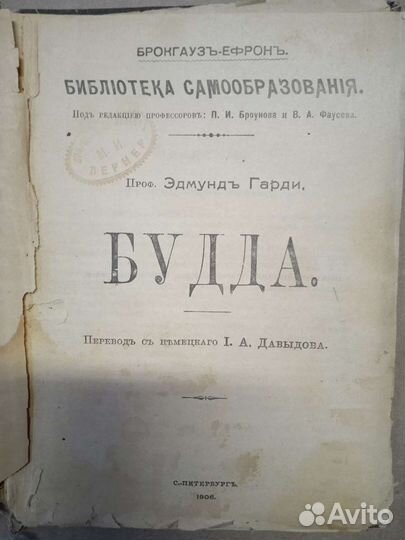 БРОКГАУЗЪ-ЕФРОНЪ.
БИБЛІОТЕКА САМООБРАЗОВАНІЯ.
Подъ редакціею профессоровъ: П. И. Броунова и В. А. Фаусека.
М. И.
Проф. Эдмундъ Гарди.
БУДДА.
Переводъ съ нѣмецкаго І. А. Давыдова.
С.-ПЕТЕРБУРГЪ.
1906.
Avito